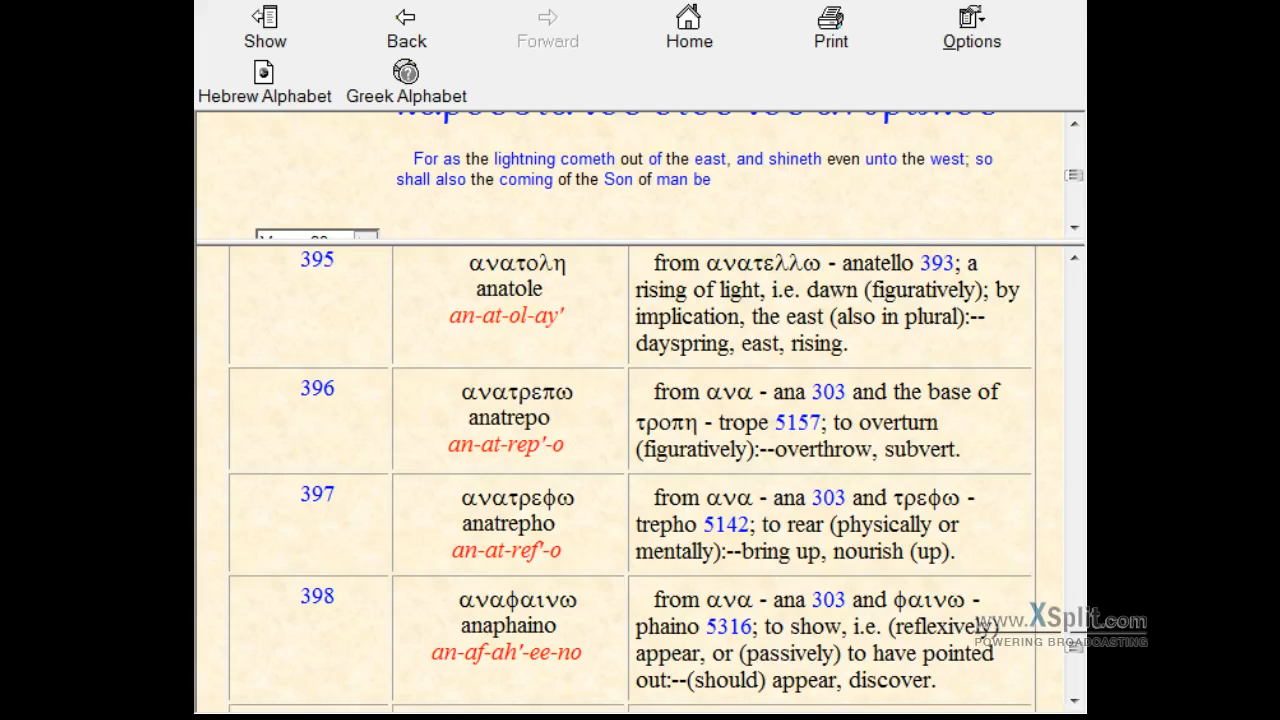 Show
Back
Forward
Home
Print
Options
Hebrew Alphabet
Greek Alphabet
For as the lightning cometh out of the east, and shineth even unto the west; so
shall also the coming of the Son of man be
395
ανατολη
anatole
an-at-ol-ay'
from ανατελλω - anatello 393; a
rising of light, i.e. dawn (figuratively); by
implication, the east (also in plural):--
dayspring, east, rising.
396
ανατρεπω
anatrepo
an-at-rep'-o
from ανα - ana 303 and the base of
τροπη - trope 5157; to overturn
(figuratively):--overthrow, subvert.
397
ανατρεφω
anatrepho
an-at-ref'-o
from ανα - ana 303 and τρεφω -
trepho 5142; to rear (physically or
mentally):--bring up, nourish (up).
398
αναφαινω
anaphaino
an-af-ah'-ee-no
from ανα - ana 303 and φαινω -
phaino 5316; to show, i.e. (reflexively)
appear, or (passively) to have pointed
out:--(should) appear, discover.
www.XSplit.com
POWERING BROADCASTING